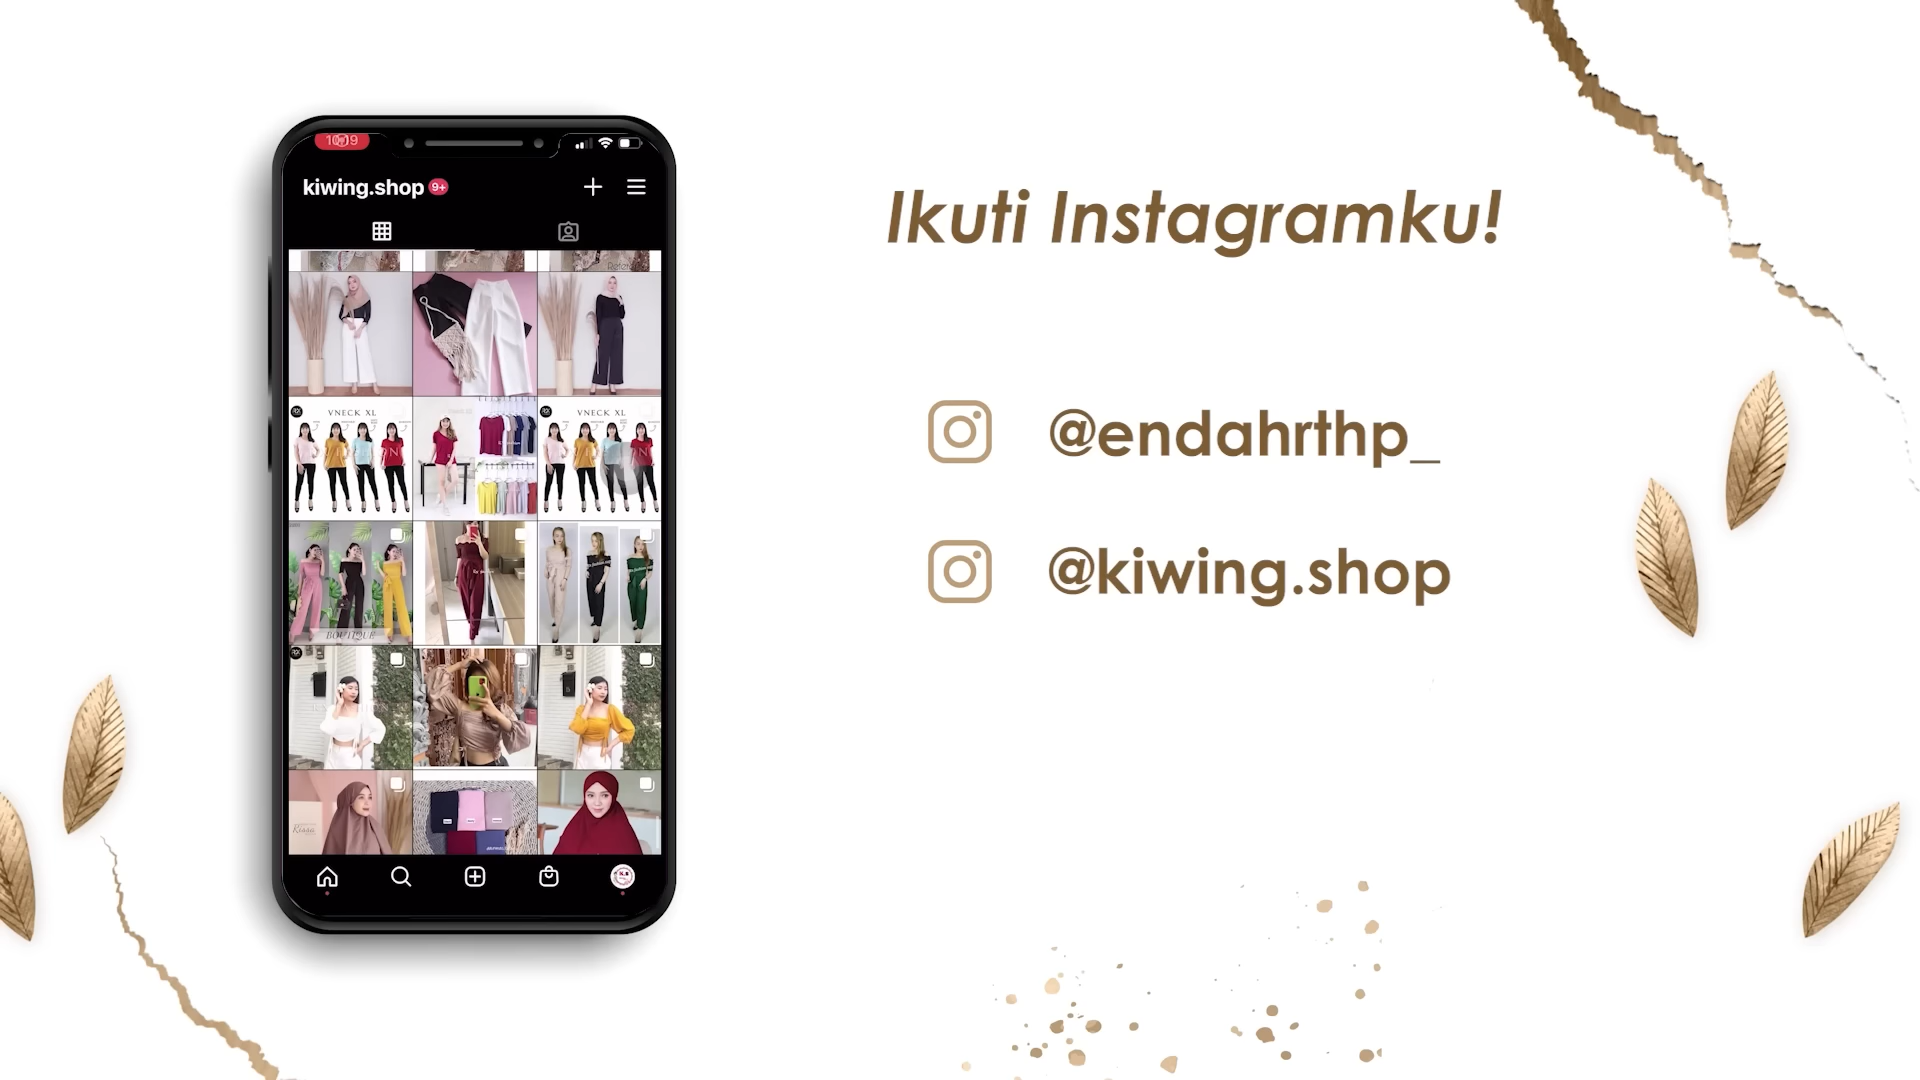 10:19
kiwing.shop 9+
VNECK XL
VNECK XL
BOUTIQUE
Ikuti Instagramku!
@endahrthp_
@kiwing.shop